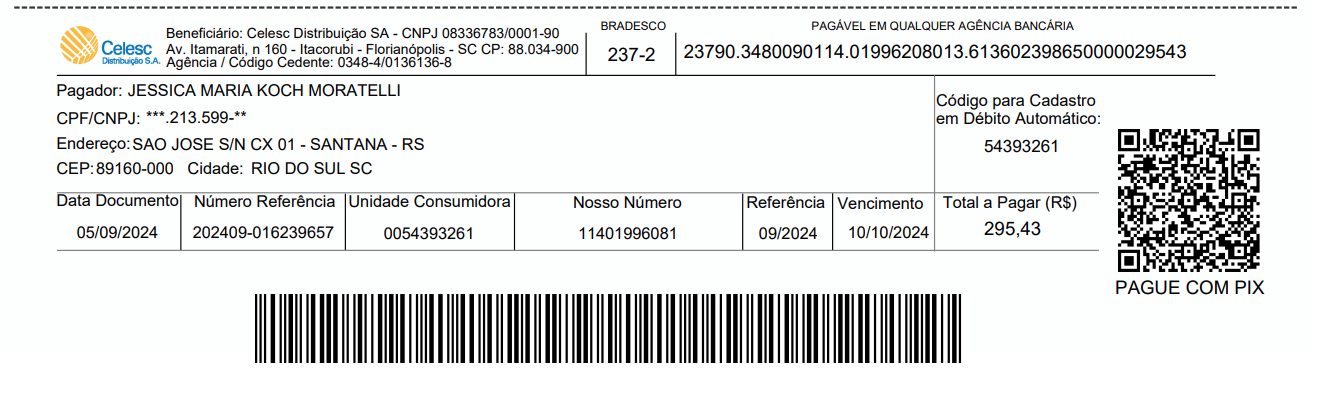 Celesc
Distribuição S.A.
Beneficiário: Celesc Distribuição SA - CNPJ 08336783/0001-90
Av. Itamarati, n 160 - Itacorubi - Florianópolis - SC CP: 88.034-900
Agência / Código Cedente: 0348-4/0136136-8
BRADESCO
237-2
PAGÁVEL EM QUALQUER AGÊNCIA BANCÁRIA
23790.3480090114.01996208013.613602398650000029543
Pagador: JESSICA MARIA KOCH MORATELLI
CPF/CNPJ: ***.213.599-**
Endereço: SAO JOSE S/N CX 01 - SANTANA - RS
CEP: 89160-000 Cidade: RIO DO SUL SC
Código para Cadastro
em Débito Automático:
54393261
Data Documento Número Referência Unidade Consumidora Nosso Número Referência Vencimento Total a Pagar (R$)
05/09/2024 202409-016239657 0054393261 11401996081 09/2024 10/10/2024 295,43
PAGUE COM PIX